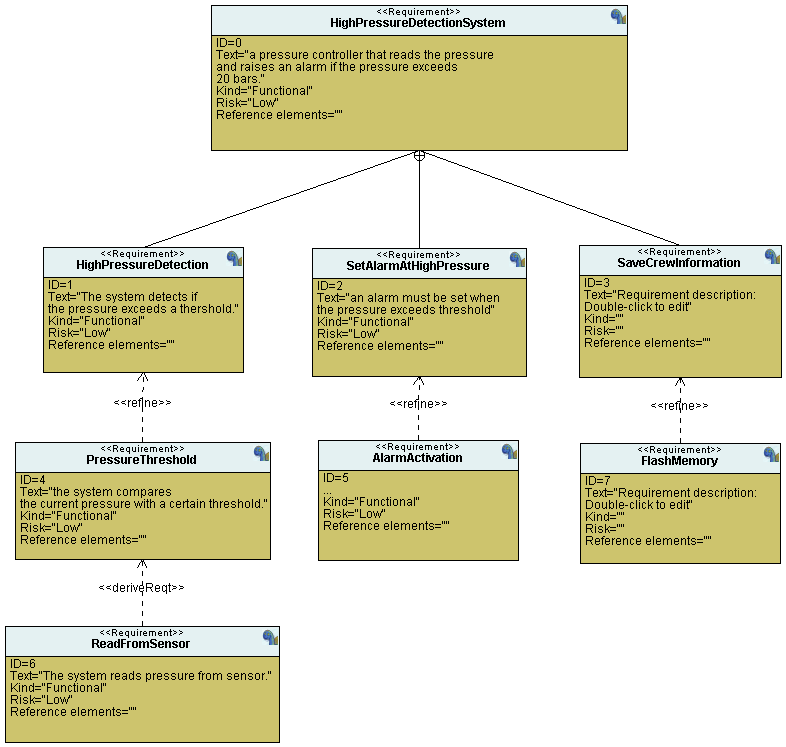 <<Requirement>>
HighPressureDetectionSystem
ID=0
Text="a pressure controller that reads the pressure
and raises an alarm if the pressure exceeds
20 bars."
Kind="Functional"
Risk="Low"
Reference elements=""
<<Requirement>>
HighPressureDetection
ID=1
Text="The system detects if
the pressure exceeds a thershold."
Kind="Functional"
Risk="Low"
Reference elements=""
<<Requirement>>
SetAlarmAtHighPressure
ID=2
Text="an alarm must be set when
the pressure exceeds threshold"
Kind="Functional"
Risk="Low"
Reference elements=""
<<Requirement>>
SaveCrewInformation
ID=3
Text="Requirement description:
Double-click to edit"
Kind=""
Risk=""
Reference elements=""
<<refine>>
<<refine>>
<<refine>>
<<Requirement>>
PressureThreshold
ID=4
Text="the system compares
the current pressure with a certain threshold."
Kind="Functional"
Risk="Low"
Reference elements=""
<<Requirement>>
AlarmActivation
ID=5
...
Kind="Functional"
Risk="Low"
Reference elements=""
<<Requirement>>
FlashMemory
ID=7
Text="Requirement description:
Double-click to edit"
Kind=""
Risk=""
Reference elements=""
<<deriveReqt>>
<<Requirement>>
ReadFromSensor
ID=6
Text="The system reads pressure from sensor."
Kind="Functional"
Risk="Low"
Reference elements=""